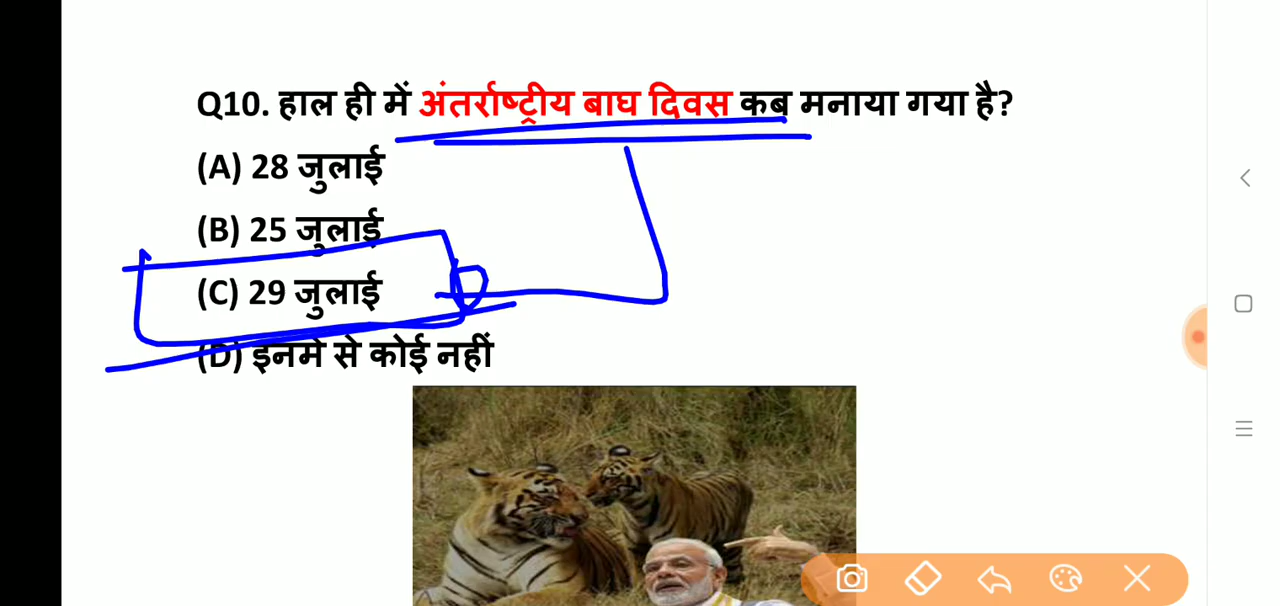 Q10. हाल ही में अंतर्राष्ट्रीय बाघ दिवस कब मनाया गया है?
(A) 28 जुलाई
(B) 25 जुलाई
(C) 29 जुलाई
(D) इनमे से कोई नहीं